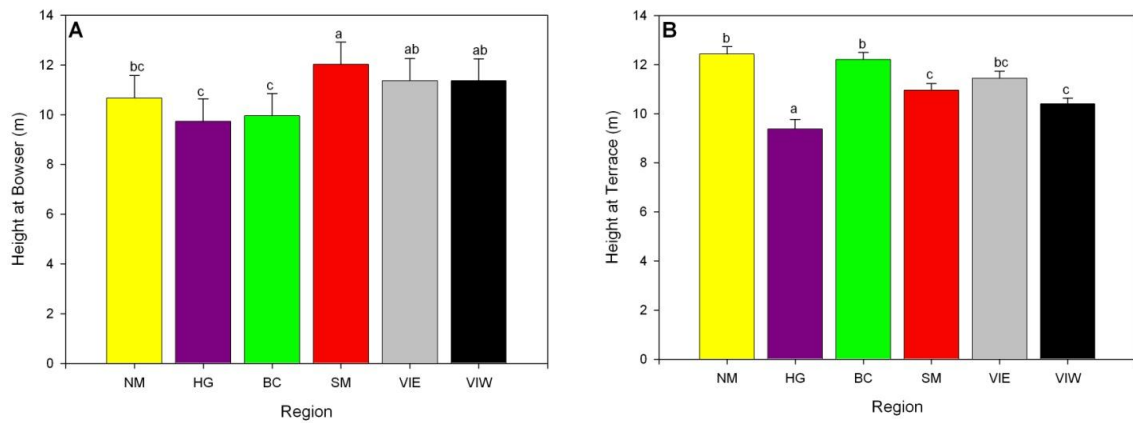 A
Height at Bowser (m)
14
12
10
8
6
4
2
0
bc
c
c
a
ab
ab
NM HG BC SM VIE VIW
Region
B
Height at Terrace (m)
14
12
10
8
6
4
2
0
b
a
b
c
bc
c
NM HG BC SM VIE VIW
Region